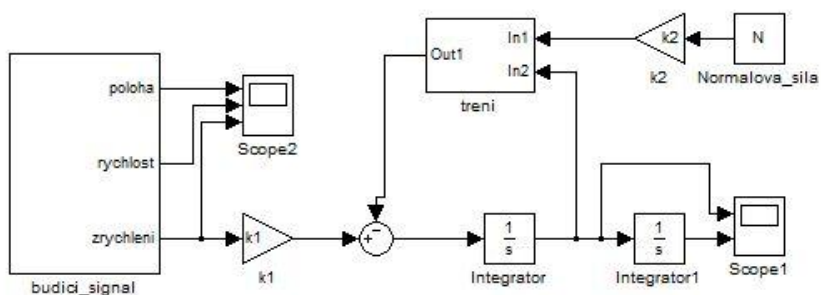 poloha
rychlost
zrychleni
budici_signal
Scope2
k1
k1
Out1
In1
In2
treni
k2
k2
N
Normalova_sila
+
−
1
s
Integrator
1
s
Integrator1
Scope1